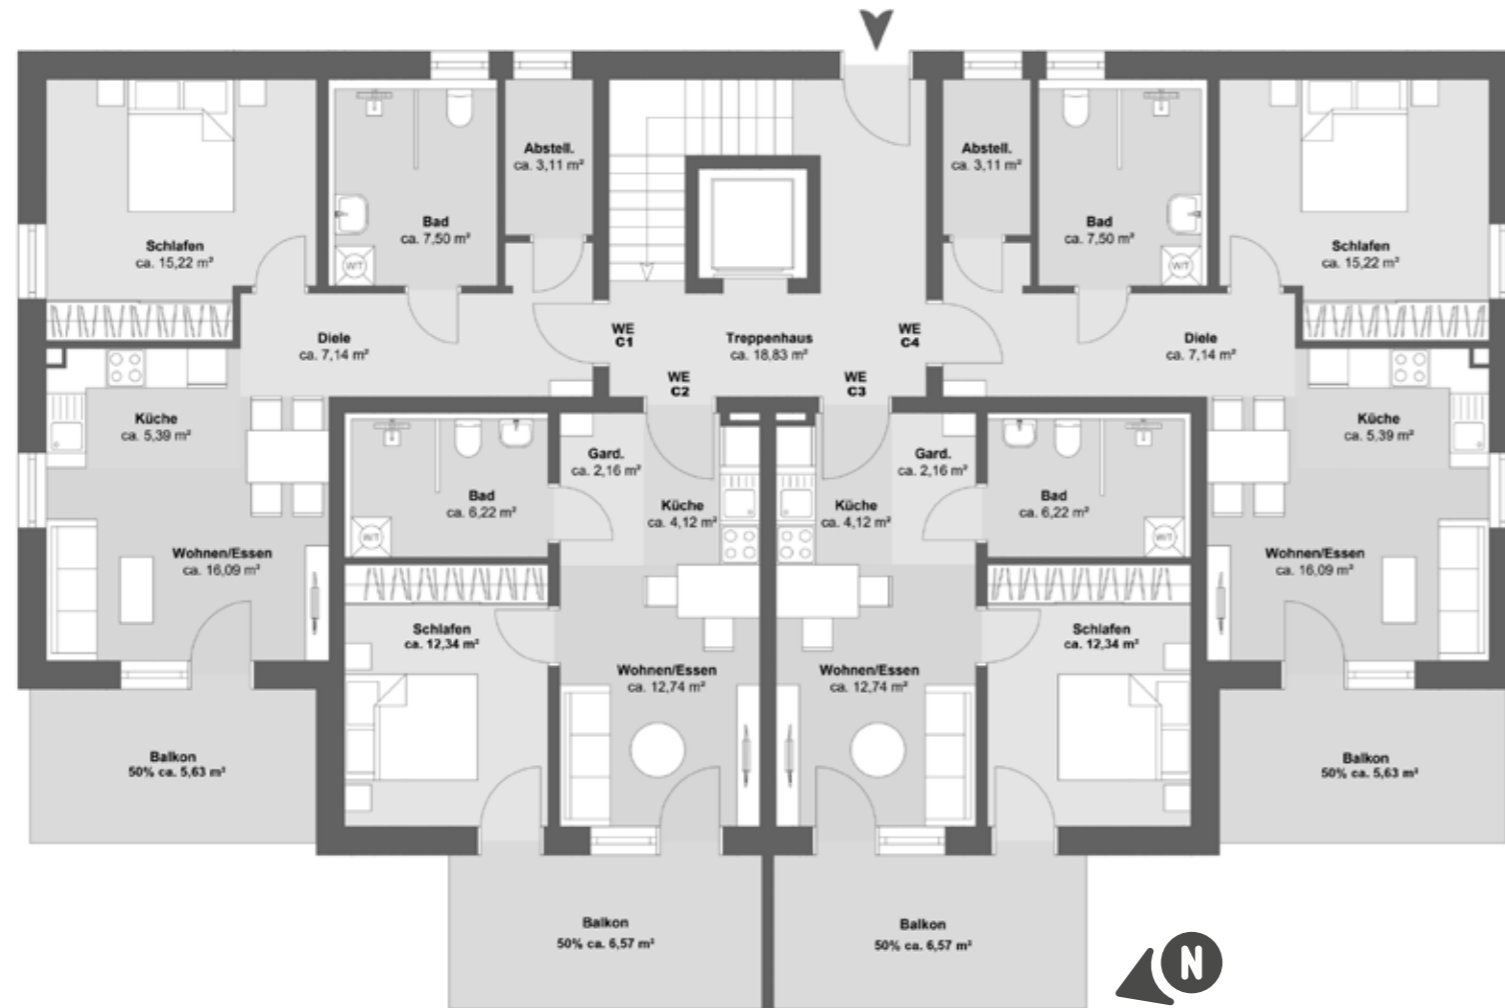 Abstell.
ca. 3,11 m²
Abstell.
ca. 3,11 m²
Bad
ca. 7,50 m²
Bad
ca. 7,50 m²
Schlafen
ca. 15,22 m²
Schlafen
ca. 15,22 m²
W/T
W/T
Diele
ca. 7,14 m²
WE
C1
Treppenhaus
ca. 18,83 m²
WE
C4
Diele
ca. 7,14 m²
WE
C2
WE
C3
Küche
ca. 5,39 m²
Küche
ca. 5,39 m²
Gard.
ca. 2,16 m²
Gard.
ca. 2,16 m²
Bad
ca. 6,22 m²
Küche
ca. 4,12 m²
Küche
ca. 4,12 m²
Bad
ca. 6,22 m²
W/T
W/T
Wohnen/Essen
ca. 16,09 m²
Wohnen/Essen
ca. 16,09 m²
Schlafen
ca. 12,34 m²
Schlafen
ca. 12,34 m²
Wohnen/Essen
ca. 12,74 m²
Wohnen/Essen
ca. 12,74 m²
Balkon
50% ca. 5,63 m²
Balkon
50% ca. 5,63 m²
Balkon
50% ca. 6,57 m²
Balkon
50% ca. 6,57 m²
N